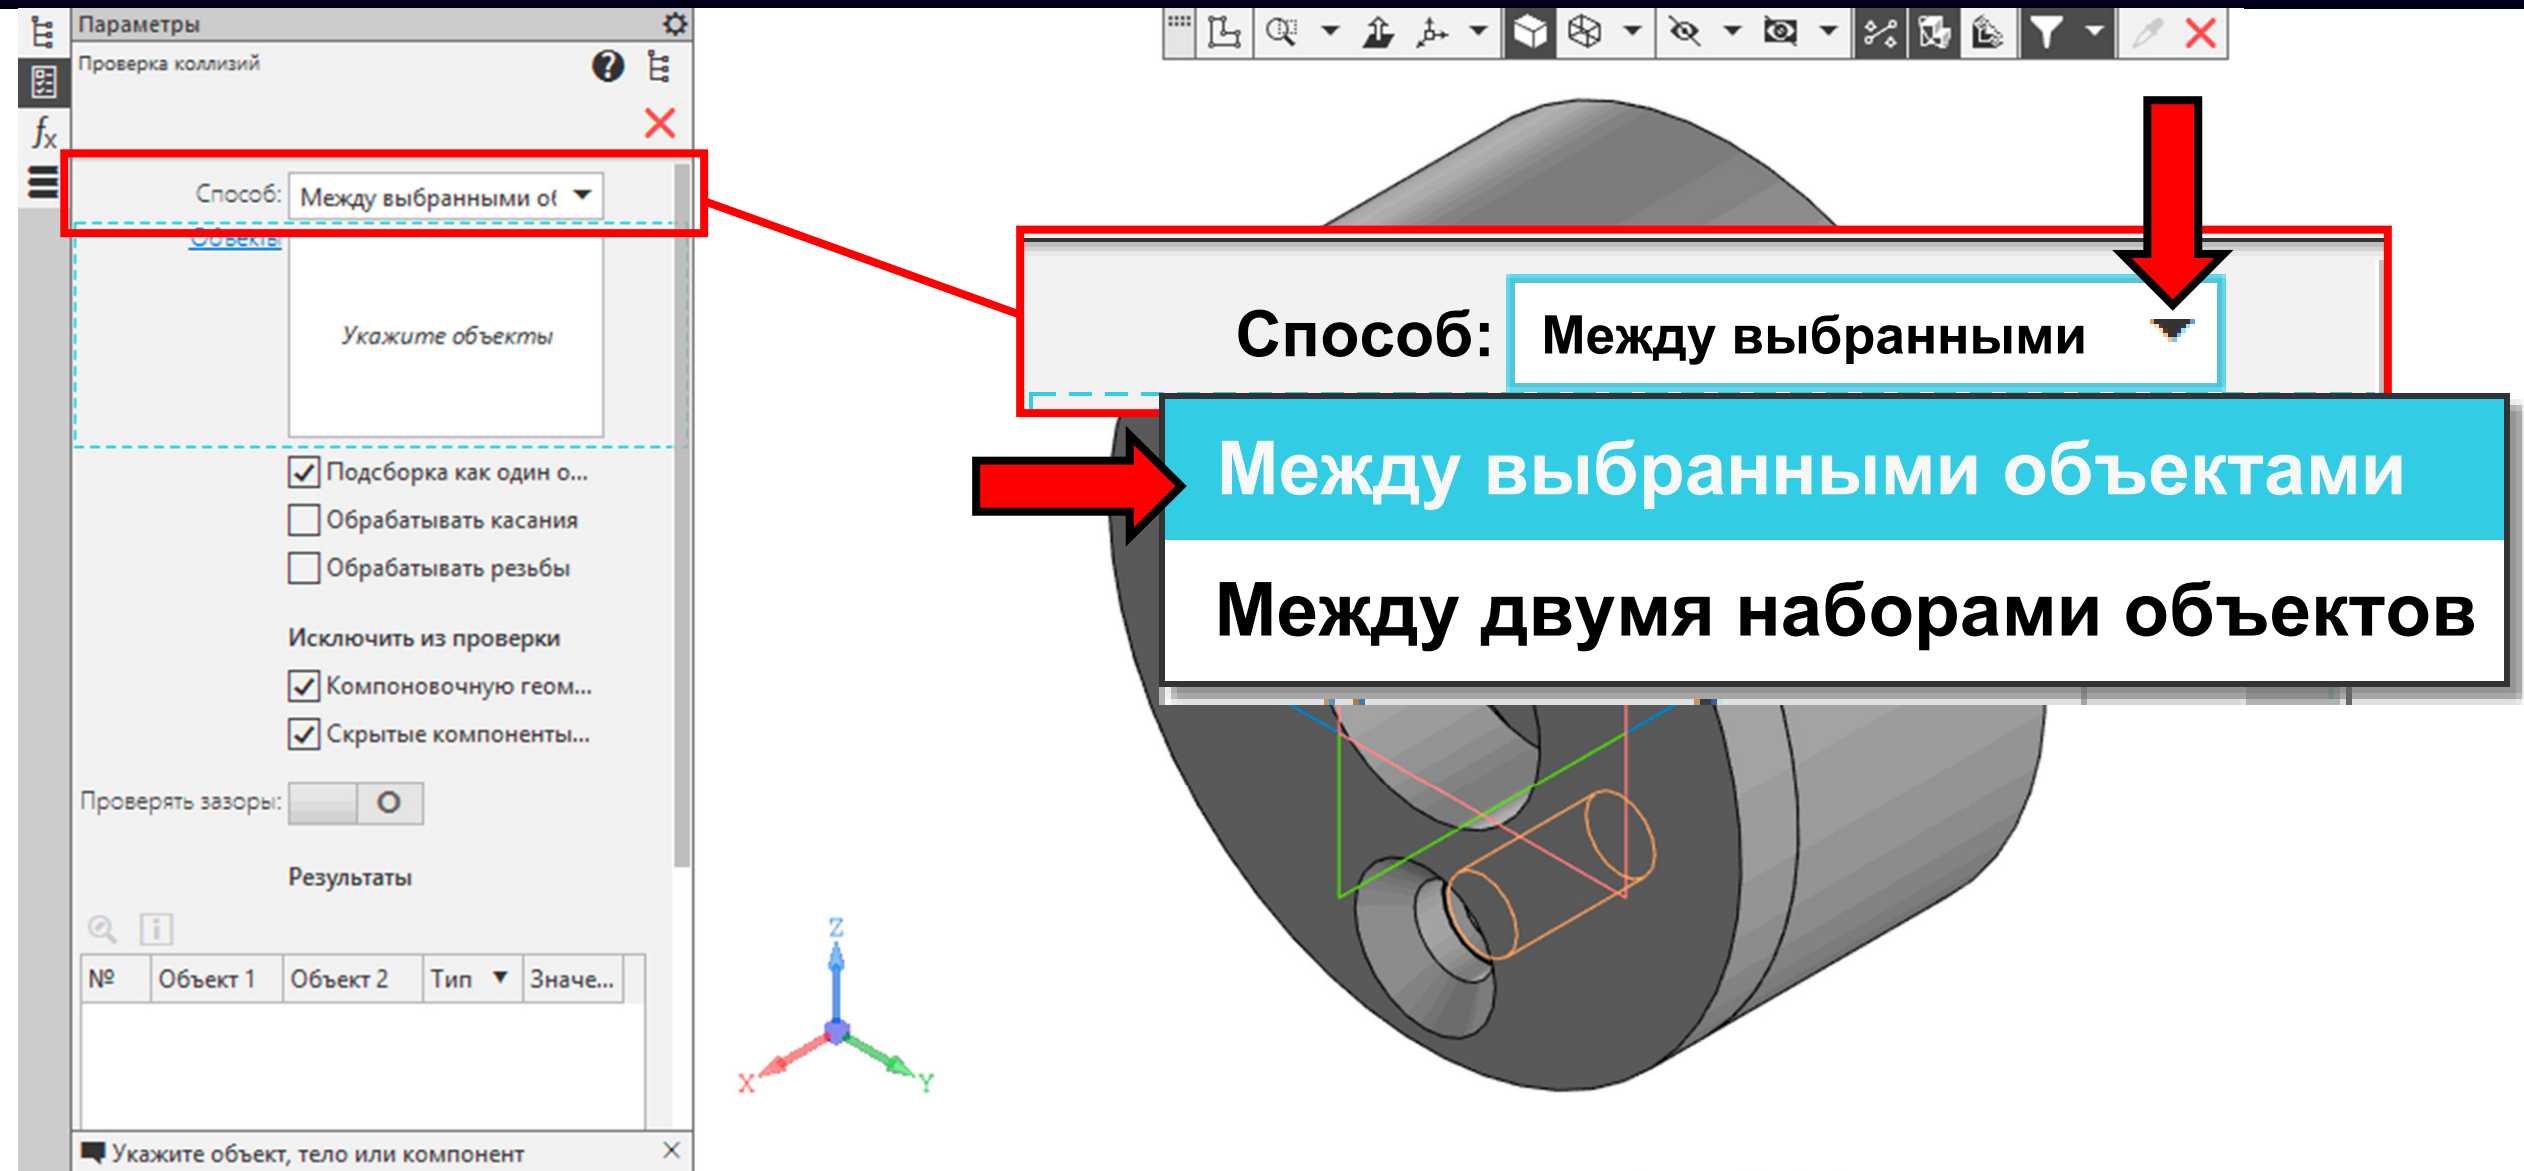 Параметры
Проверка коллизий
fx
Способ: Между выбранными об
Объекты
Укажите объекты
Подсборка как один о...
Обрабатывать касания
Обрабатывать резьбы
Исключить из проверки
Компоновочную геом...
Скрытые компоненты...
Проверять зазоры:
Результаты
№ Объект 1 Объект 2 Тип Значе...
Укажите объект, тело или компонент
Способ: Между выбранными
Между выбранными объектами
Между двумя наборами объектов
Z
X
Y